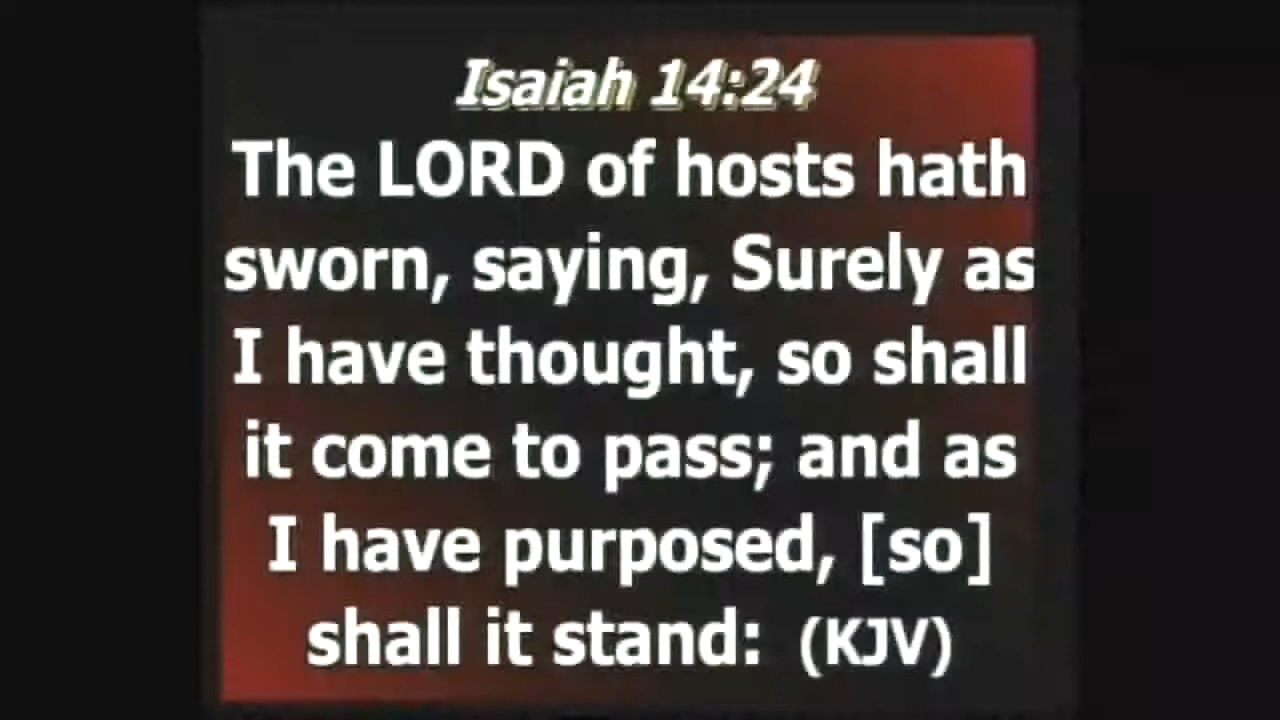 Isaiah 14:24
The LORD of hosts hath
sworn, saying, Surely as
I have thought, so shall
it come to pass; and as
I have purposed, [so]
shall it stand: (KJV)